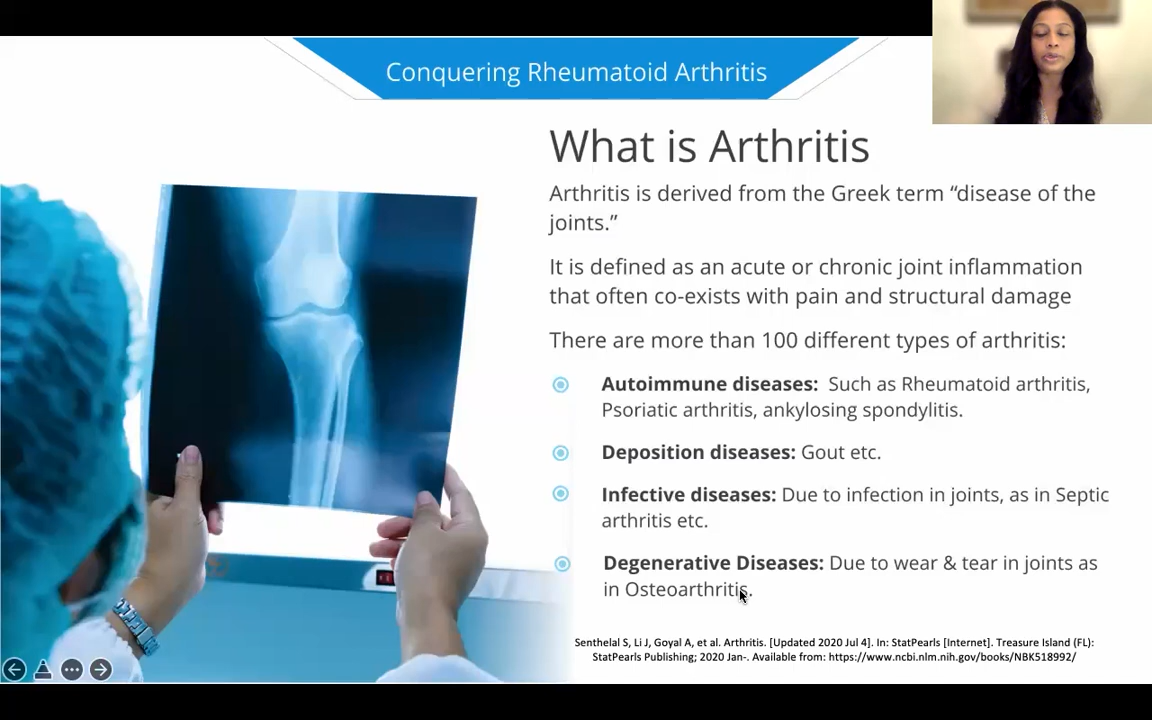 Conquering Rheumatoid Arthritis
What is Arthritis
Arthritis is derived from the Greek term “disease of the
joints.”
It is defined as an acute or chronic joint inflammation
that often co-exists with pain and structural damage
There are more than 100 different types of arthritis:
Autoimmune diseases: Such as Rheumatoid arthritis,
Psoriatic arthritis, ankylosing spondylitis.
Deposition diseases: Gout etc.
Infective diseases: Due to infection in joints, as in Septic
arthritis etc.
Degenerative Diseases: Due to wear & tear in joints as
in Osteoarthritis.
Senthelal S, Li J, Goyal A, et al. Arthritis. [Updated 2020 Jul 4]. In: StatPearls [Internet]. Treasure Island (FL):
StatPearls Publishing; 2020 Jan-. Available from: https://www.ncbi.nlm.nih.gov/books/NBK518992/